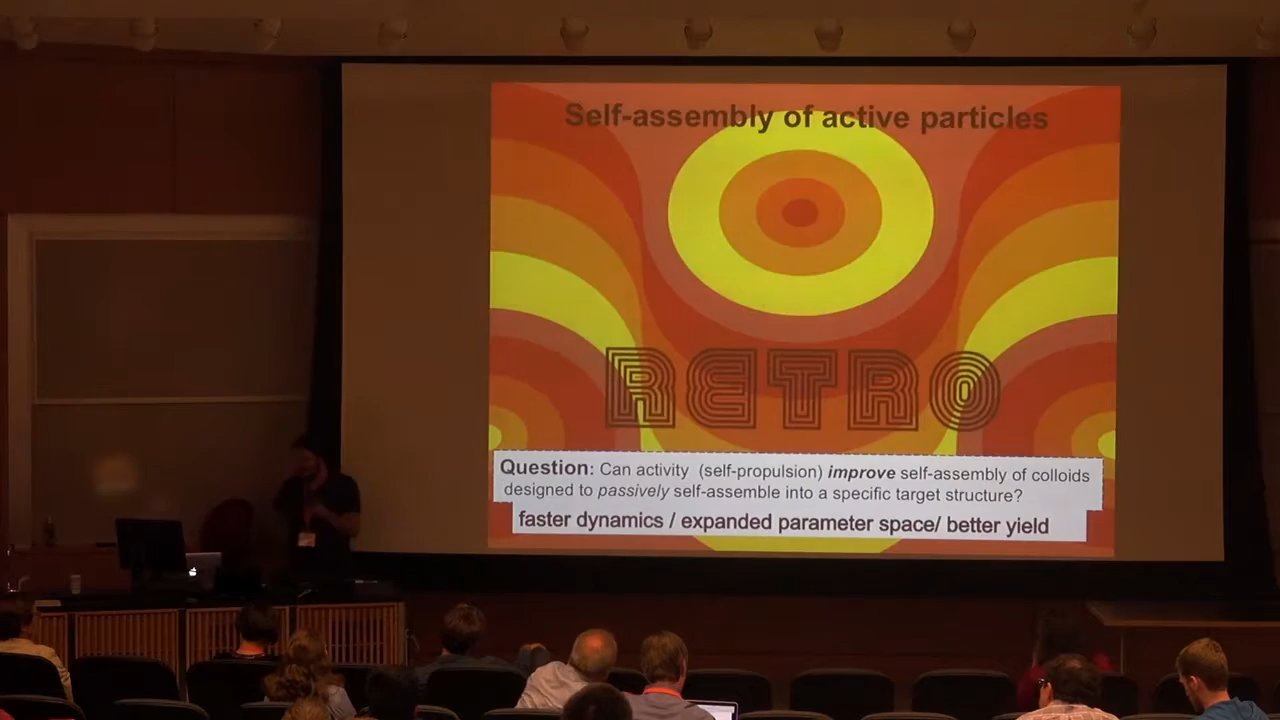 Self-assembly of active particles
RETRO
Question: Can activity (self-propulsion) improve self-assembly of colloids
designed to passively self-assemble into a specific target structure?
faster dynamics / expanded parameter space/ better yield